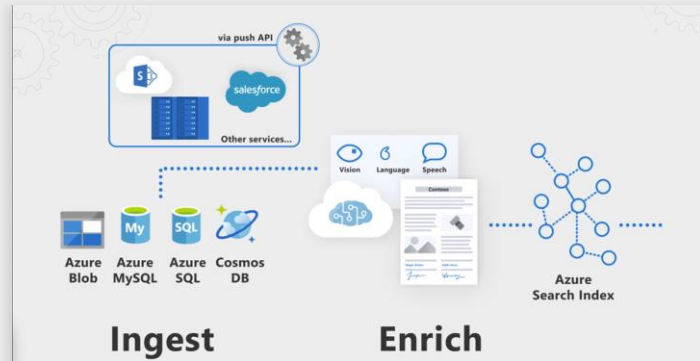 via push API
S
salesforce
Other services...
Vision Language Speech
Contoso
My
SQL
Azure Blob
Azure MySQL
Azure SQL
Cosmos DB
Azure
Search Index
Ingest
Enrich